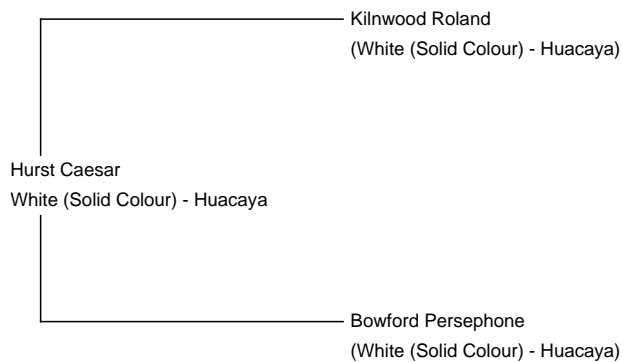 Kilnwood Roland
(White (Solid Colour) - Huacaya)
Hurst Caesar
White (Solid Colour) - Huacaya
Bowford Persephone
(White (Solid Colour) - Huacaya)